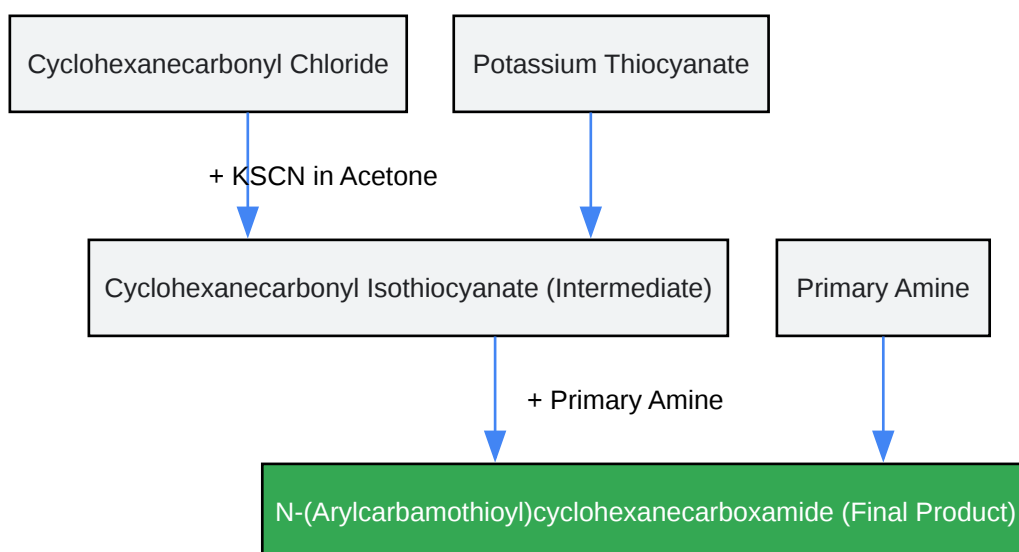 Cyclohexanecarbonyl Chloride
Potassium Thiocyanate
+ KSCN in Acetone
Cyclohexanecarbonyl Isothiocyanate (Intermediate)
Primary Amine
+ Primary Amine
N-(Arylcarbamothioyl)cyclohexanecarboxamide (Final Product)